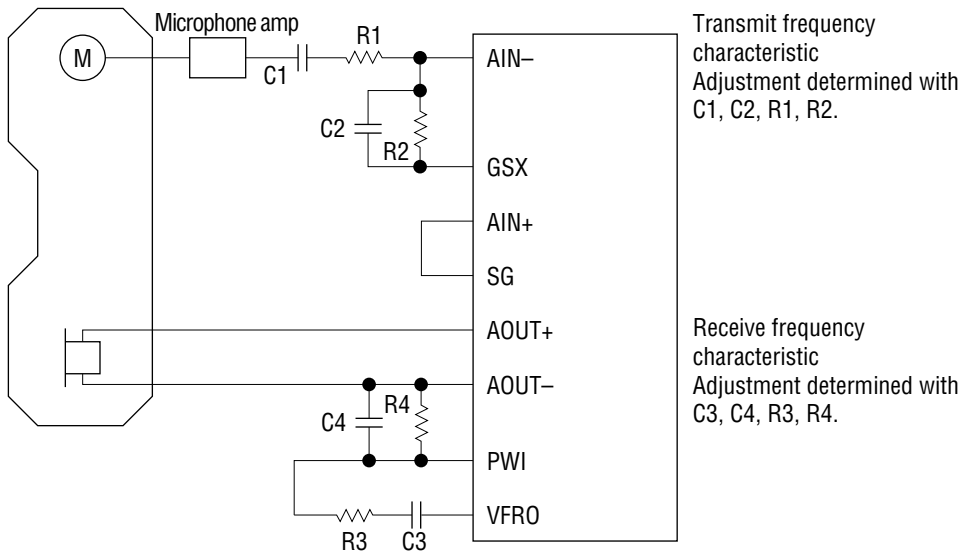 Microphone amp
M
C1
R1
C2
R2
AIN–
GSX
AIN+
SG
AOUT+
AOUT–
PWI
VFRO
C4
R4
R3
C3
Transmit frequency
characteristic
Adjustment determined with
C1, C2, R1, R2.
Receive frequency
characteristic
Adjustment determined with
C3, C4, R3, R4.